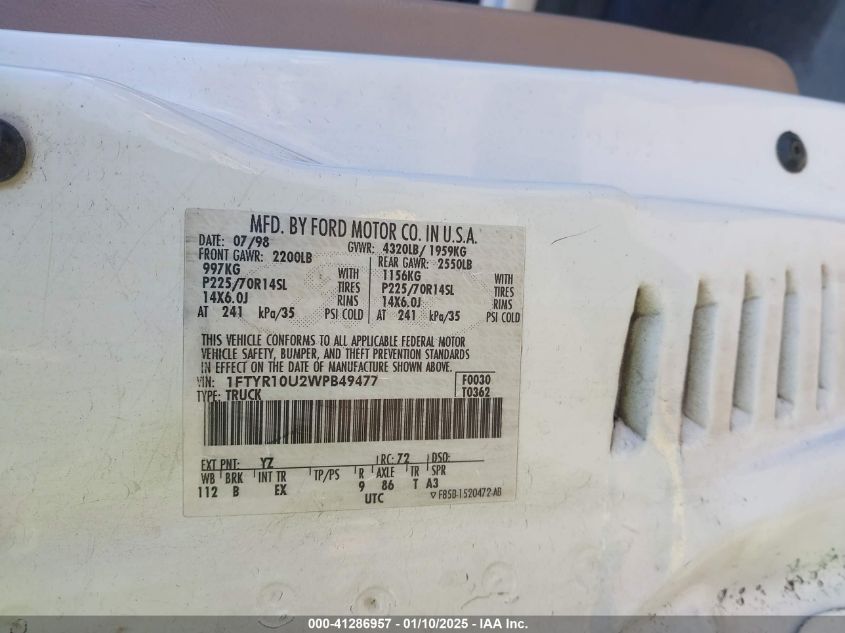 MFD. BY FORD MOTOR CO. IN U.S.A.
DATE: 07/98 GVWR: 4320LB/ 1959KG
FRONT GAWR: 2200LB REAR GAWR: 2550LB
997KG WITH 1156KG WITH
P225/70R14SL TIRES P225/70R14SL TIRES
14X6.0J RIMS 14X6.0J RIMS
AT 241 kPa/35 PSI COLD AT 241 kPa/35 PSI COLD
THIS VEHICLE CONFORMS TO ALL APPLICABLE FEDERAL MOTOR
VEHICLE SAFETY, BUMPER, AND THEFT PREVENTION STANDARDS
IN EFFECT ON THE DATE OF MANUFACTURE SHOWN ABOVE.
VIN: 1FTYR10U2WPB49477 F0030
TYPE: TRUCK T0362
EXT PNT: YZ RC: 72 DSO:
WB BRK INT TR TP/PS R AXLE TR SPR
112 B EX 9 86 T A3
UTC F85B-1520472-AB
000-41286957 - 01/10/2025 - IAA Inc.